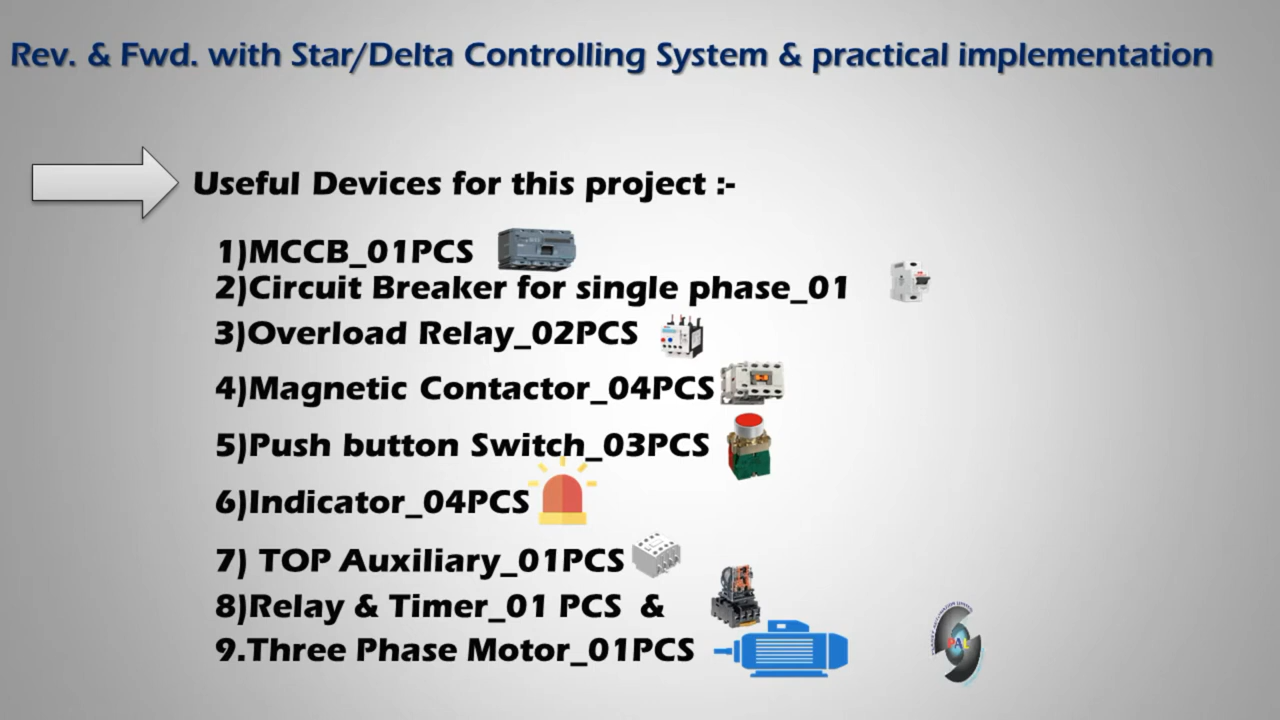 Rev. & Fwd. with Star/Delta Controlling System & practical implementation
Useful Devices for this project :-
1)MCCB_01PCS
2)Circuit Breaker for single phase_01
3)Overload Relay_02PCS
4)Magnetic Contactor_04PCS
5)Push button Switch_03PCS
6)Indicator_04PCS
7) TOP Auxiliary_01PCS
8)Relay & Timer_01 PCS &
9.Three Phase Motor_01PCS
PAL